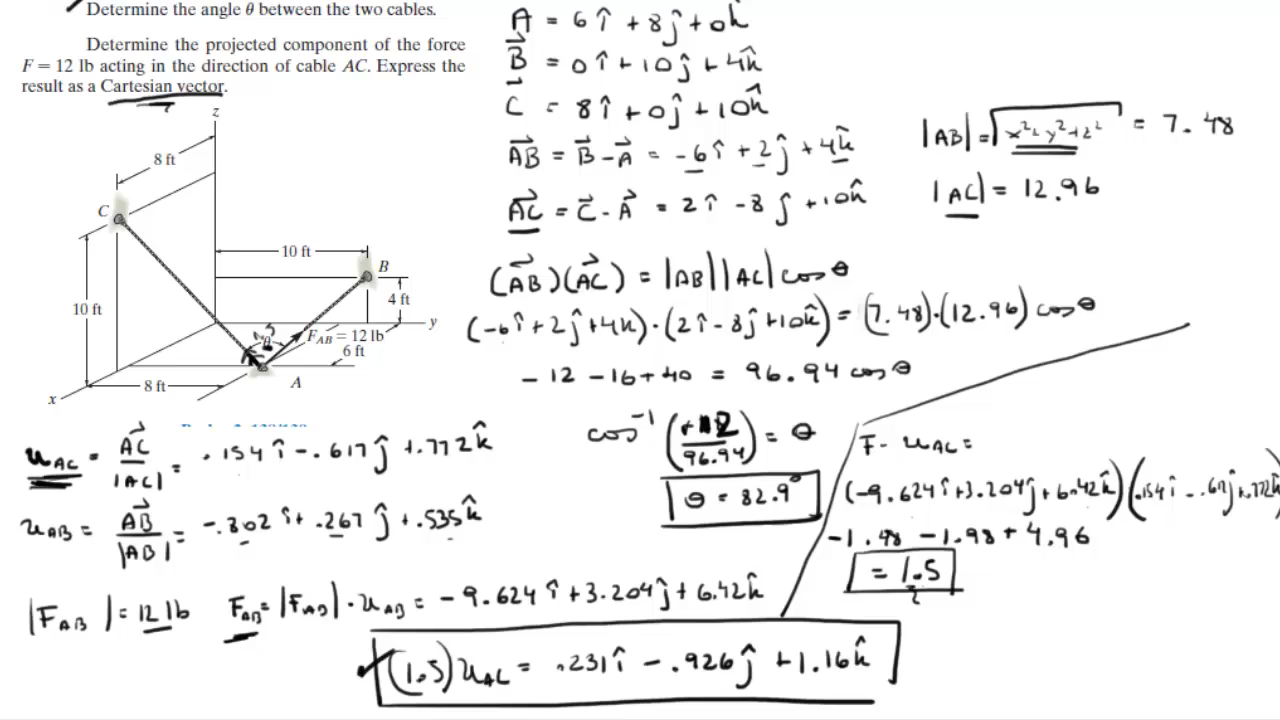 Determine the angle θ between the two cables.
Determine the projected component of the force
F = 12 lb acting in the direction of cable AC. Express the
result as a Cartesian vector.
z
8 ft
C
10 ft
B
10 ft
4 ft
y
F_AB = 12 lb
θ
6 ft
8 ft
A
x
A = 6î + 8ĵ + 0k̂
B⃗ = 0î + 10ĵ + 4k̂
C⃗ = 8î + 0ĵ + 10k̂
AB⃗ = B⃗ - A⃗ = -6î + 2ĵ + 4k̂
AC⃗ = C⃗ - A⃗ = 2î - 8ĵ + 10k̂
|AB| = √x²+y²+z² = 7.48
|AC| = 12.96
(AB⃗)(AC⃗) = |AB||AC| cos θ
(-6î + 2ĵ + 4k) · (2î - 8ĵ + 10k̂) = (7.48)·(12.96) cos θ
-12 - 16 + 40 = 96.94 cos θ
cos⁻¹ (+12/96.94) = θ
θ = 82.9°
u_AC = AC⃗/|AC| = .154î - .617ĵ + .772k̂
u_AB = AB⃗/|AB| = -.802î + .267ĵ + .535k̂
|F_AB| = 12 lb
F_AB = |F_AB| · u_AB = -9.624î + 3.204ĵ + 6.42k̂
F · u_AC =
(-9.624î + 3.204ĵ + 6.42k̂)(.154î - .617ĵ + .772k̂)
-1.48 - 1.98 + 4.96
= 1.5
(1.5) u_AC = .231î - .926ĵ + 1.16k̂